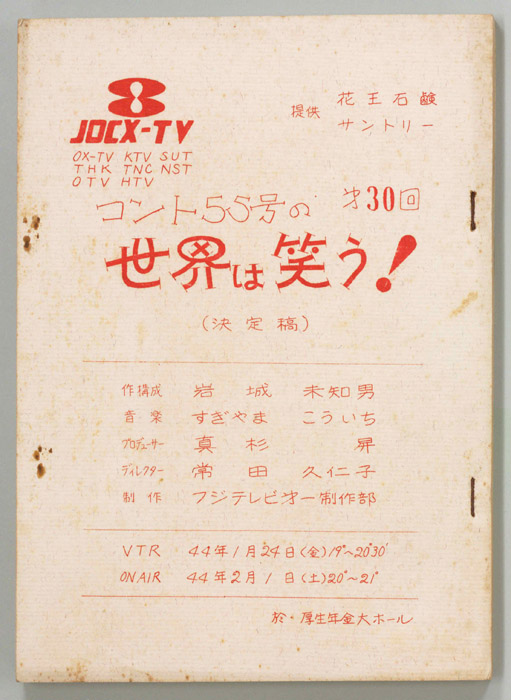 8
JOCX-TV
OX-TV KTV SUT
THK TNC NST
OTV HTV
提供 花王石鹸
サントリー
コント55号の 才30回
世界は笑う!
(決定稿)
作構成 岩城 未知男
音楽 すぎやま こういち
プロデューサー 真杉 昇
ディレクター 常田 久仁子
制作 フジテレビ才一制作部
VTR 44年1月24日(金)19°~20°30'
ON AIR 44年2月1日(土)20°~21°
於・厚生年金大ホール